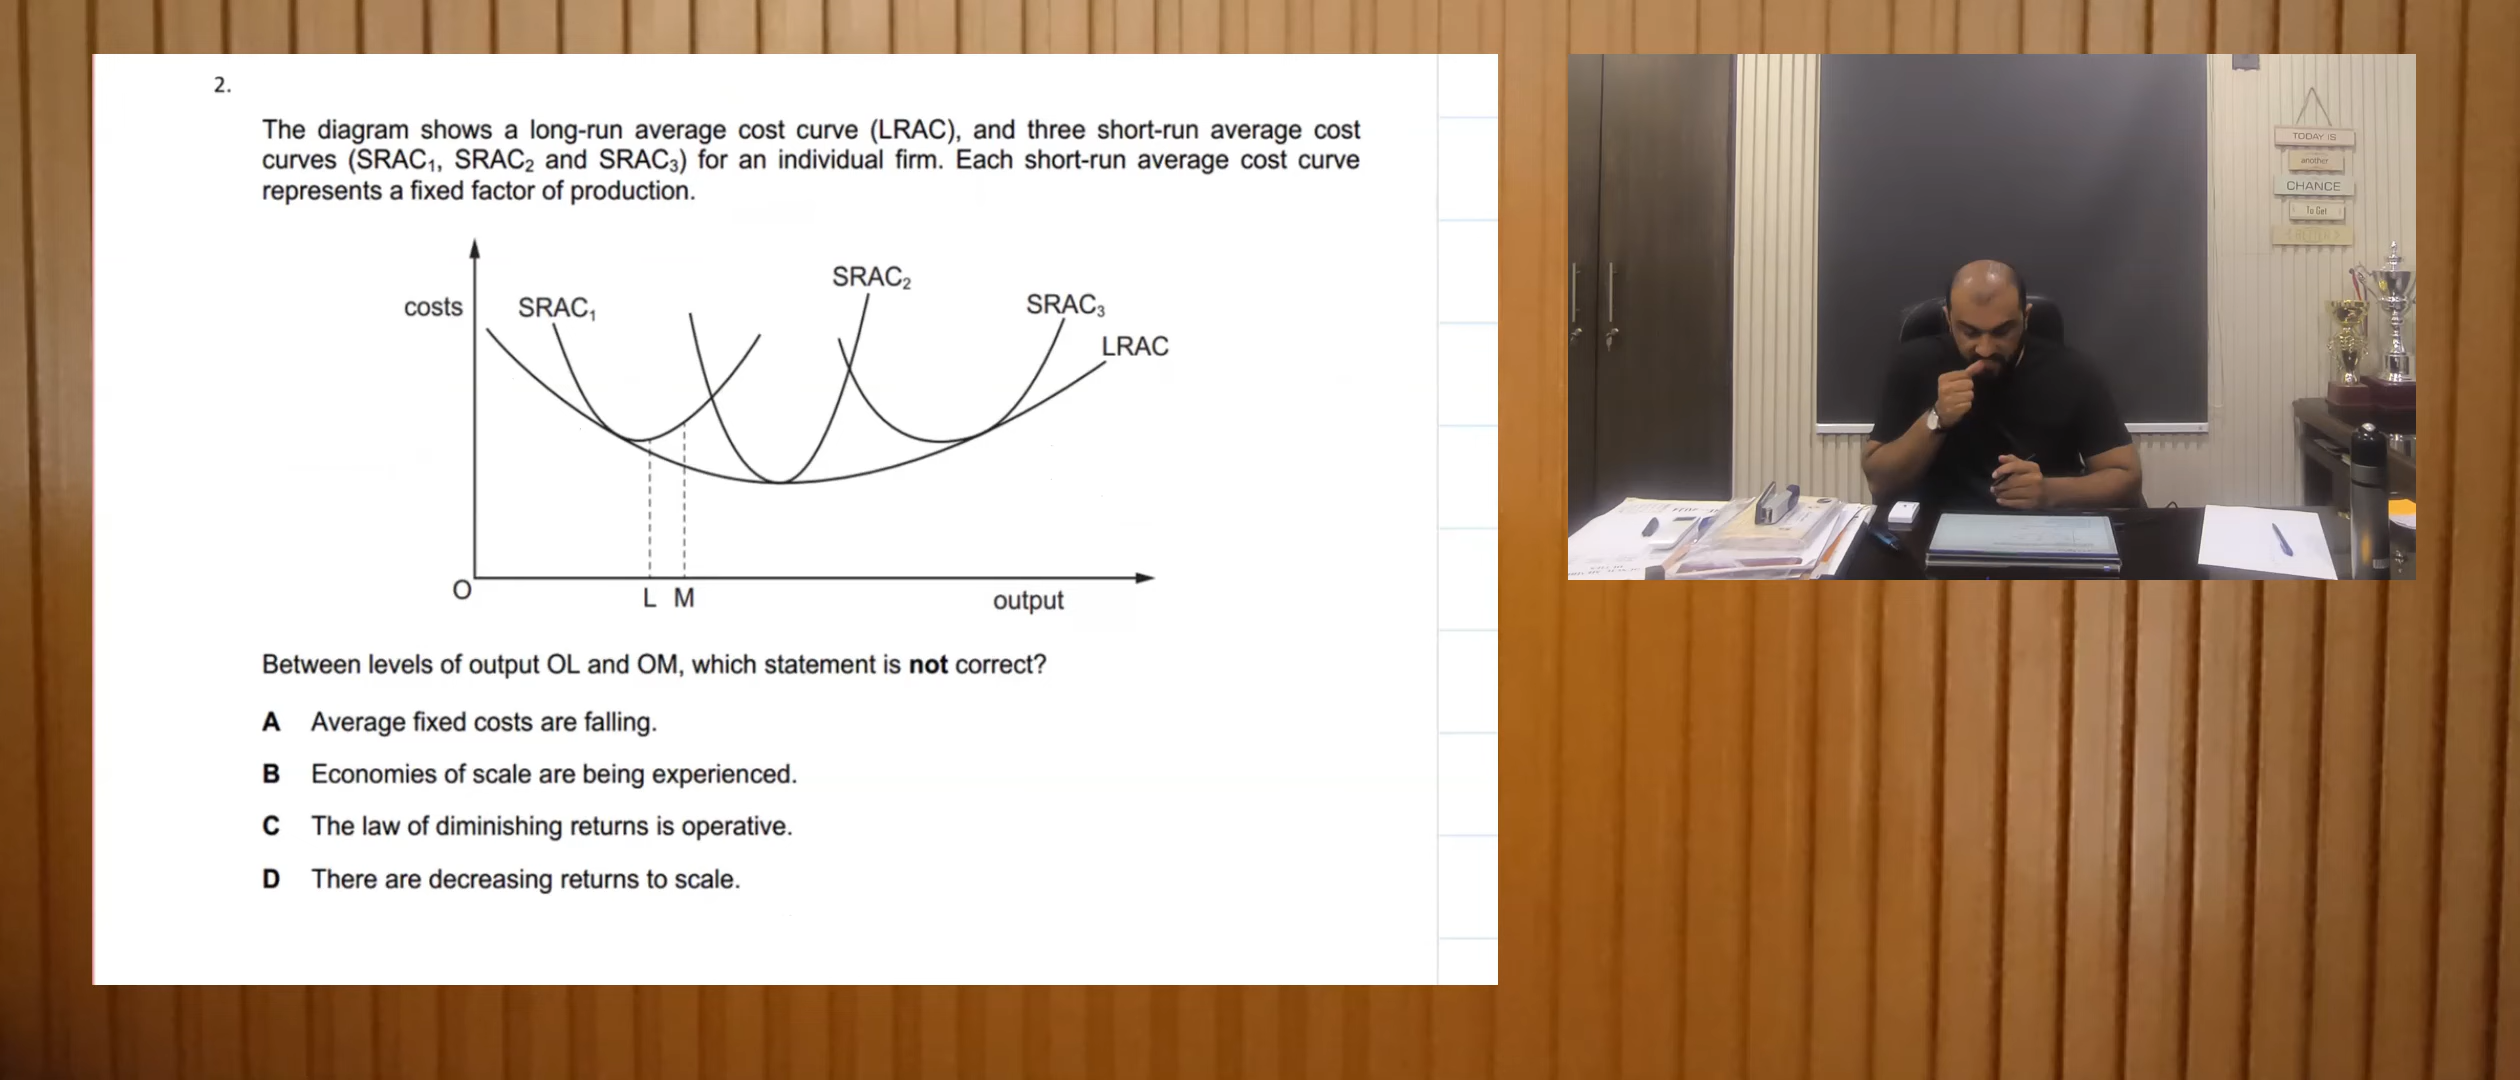 2.
The diagram shows a long-run average cost curve (LRAC), and three short-run average cost
curves (SRAC₁, SRAC₂ and SRAC₃) for an individual firm. Each short-run average cost curve
represents a fixed factor of production.
costs
SRAC₁
SRAC₂
SRAC₃
LRAC
O
L M
output
Between levels of output OL and OM, which statement is not correct?
A Average fixed costs are falling.
B Economies of scale are being experienced.
C The law of diminishing returns is operative.
D There are decreasing returns to scale.
TODAY IS
another
CHANCE
To Get